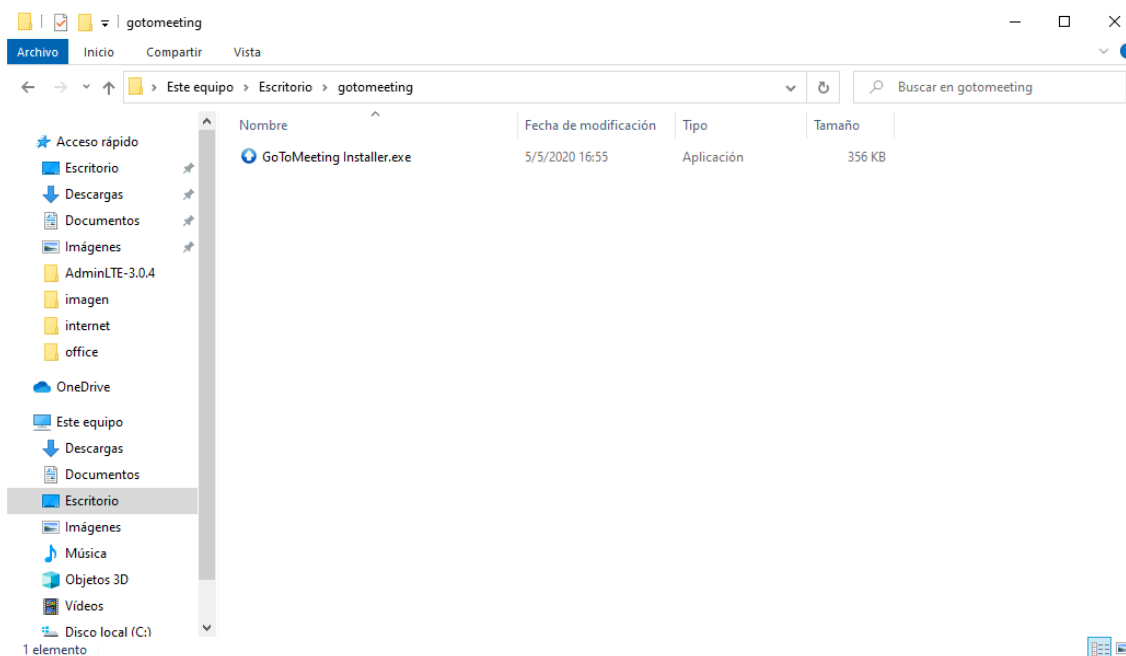 gotomeeting
Archivo Inicio Compartir Vista
Este equipo > Escritorio > gotomeeting Buscar en gotomeeting
Nombre Fecha de modificación Tipo Tamaño
GoToMeeting Installer.exe 5/5/2020 16:55 Aplicación 356 KB
Acceso rápido
Escritorio
Descargas
Documentos
Imágenes
AdminLTE-3.0.4
imagen
internet
office
OneDrive
Este equipo
Descargas
Documentos
Escritorio
Imágenes
Música
Objetos 3D
Vídeos
Disco local (C:)
1 elemento